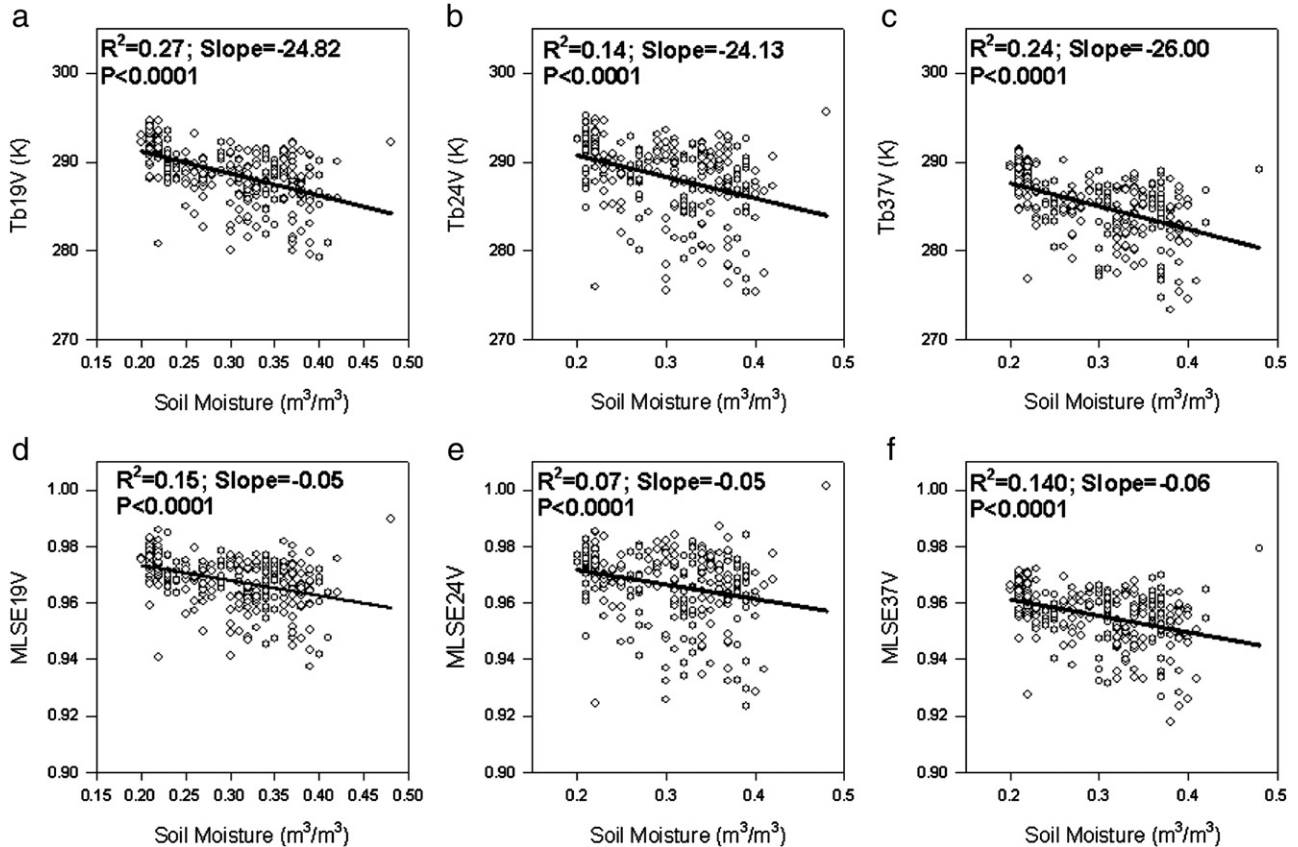 a
R²=0.27; Slope=-24.82
P<0.0001
300
290
280
270
Tb19V (K)
0.15 0.20 0.25 0.30 0.35 0.40 0.45 0.50
Soil Moisture (m³/m³)
b
R²=0.14; Slope=-24.13
P<0.0001
300
290
280
270
Tb24V (K)
0.2 0.3 0.4 0.5
Soil Moisture (m³/m³)
c
R²=0.24; Slope=-26.00
P<0.0001
300
290
280
270
Tb37V (K)
0.2 0.3 0.4 0.5
Soil Moisture (m³/m³)
d
R²=0.15; Slope=-0.05
P<0.0001
1.00
0.98
0.96
0.94
0.92
0.90
MLSE19V
0.15 0.20 0.25 0.30 0.35 0.40 0.45 0.50
Soil Moisture (m³/m³)
e
R²=0.07; Slope=-0.05
P<0.0001
1.00
0.98
0.96
0.94
0.92
0.90
MLSE24V
0.2 0.3 0.4 0.5
Soil Moisture (m³/m³)
f
R²=0.140; Slope=-0.06
P<0.0001
1.00
0.98
0.96
0.94
0.92
0.90
MLSE37V
0.2 0.3 0.4 0.5
Soil Moisture (m³/m³)